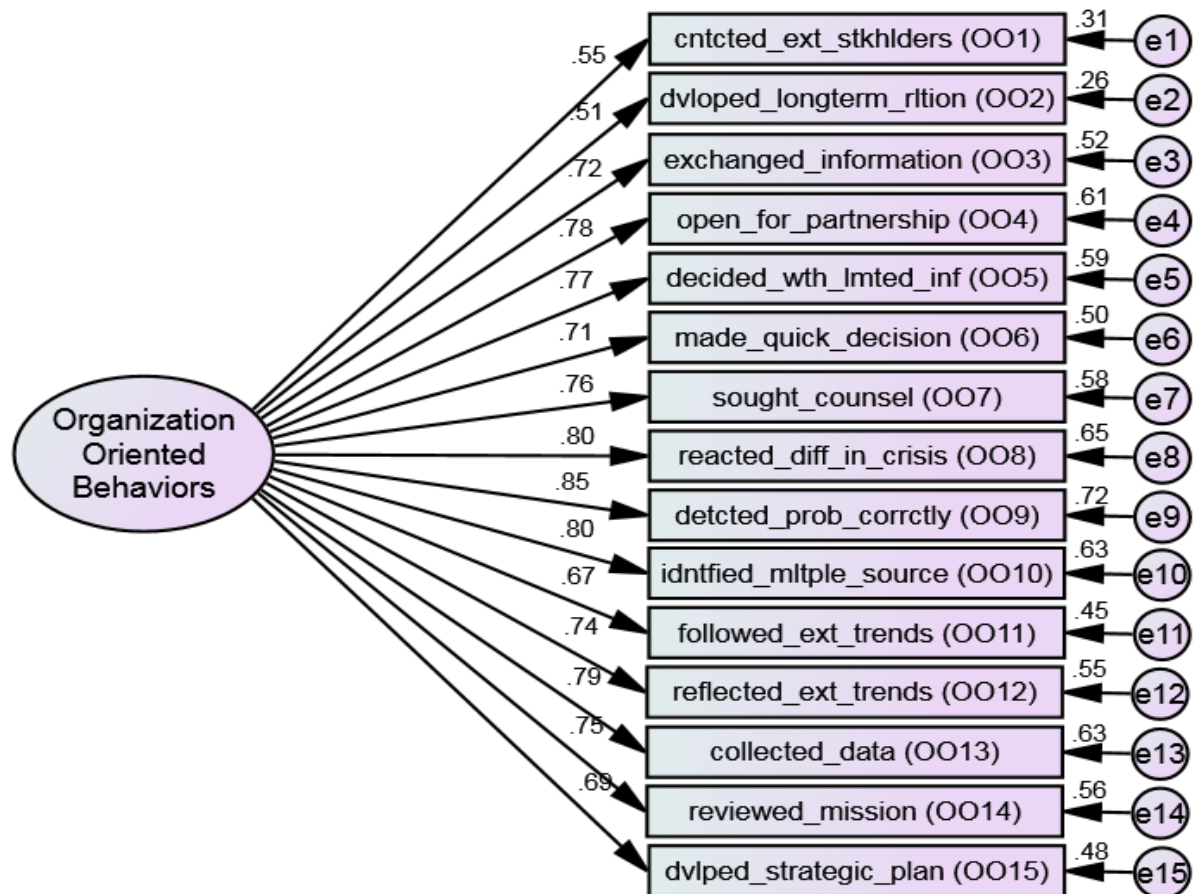 .55
cntcted_ext_stkhlders (OO1)
.31
e1
.51
dvloped_longterm_rltion (OO2)
.26
e2
.72
exchanged_information (OO3)
.52
e3
.78
open_for_partnership (OO4)
.61
e4
.77
decided_wth_lmted_inf (OO5)
.59
e5
.71
made_quick_decision (OO6)
.50
e6
.76
sought_counsel (OO7)
.58
e7
Organization
Oriented
Behaviors
.80
reacted_diff_in_crisis (OO8)
.65
e8
.85
detcted_prob_corrctly (OO9)
.72
e9
.80
idntfied_mltple_source (OO10)
.63
e10
.67
followed_ext_trends (OO11)
.45
e11
.74
reflected_ext_trends (OO12)
.55
e12
.79
collected_data (OO13)
.63
e13
.75
reviewed_mission (OO14)
.56
e14
.69
dvlped_strategic_plan (OO15)
.48
e15